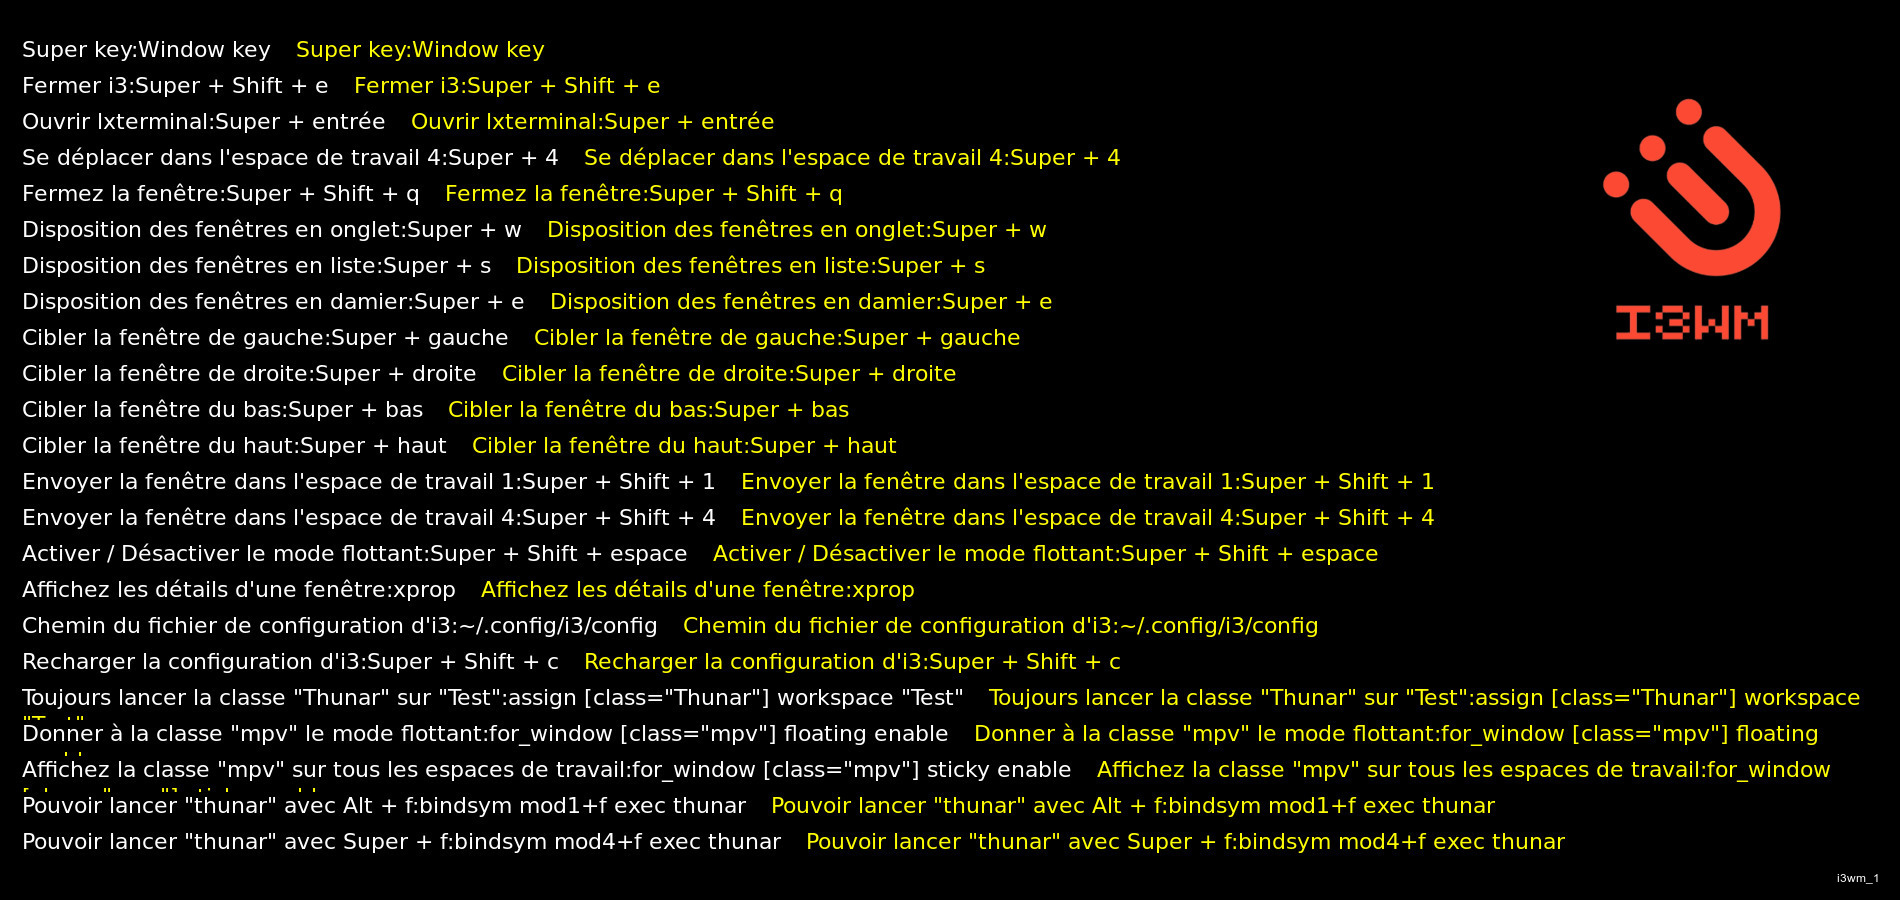 Super key:Window key Super key:Window key
Fermer i3:Super + Shift + e Fermer i3:Super + Shift + e
Ouvrir lxterminal:Super + entrée Ouvrir lxterminal:Super + entrée
Se déplacer dans l'espace de travail 4:Super + 4 Se déplacer dans l'espace de travail 4:Super + 4
Fermez la fenêtre:Super + Shift + q Fermez la fenêtre:Super + Shift + q
Disposition des fenêtres en onglet:Super + w Disposition des fenêtres en onglet:Super + w
Disposition des fenêtres en liste:Super + s Disposition des fenêtres en liste:Super + s
Disposition des fenêtres en damier:Super + e Disposition des fenêtres en damier:Super + e
Cibler la fenêtre de gauche:Super + gauche Cibler la fenêtre de gauche:Super + gauche
Cibler la fenêtre de droite:Super + droite Cibler la fenêtre de droite:Super + droite
Cibler la fenêtre du bas:Super + bas Cibler la fenêtre du bas:Super + bas
Cibler la fenêtre du haut:Super + haut Cibler la fenêtre du haut:Super + haut
Envoyer la fenêtre dans l'espace de travail 1:Super + Shift + 1 Envoyer la fenêtre dans l'espace de travail 1:Super + Shift + 1
Envoyer la fenêtre dans l'espace de travail 4:Super + Shift + 4 Envoyer la fenêtre dans l'espace de travail 4:Super + Shift + 4
Activer / Désactiver le mode flottant:Super + Shift + espace Activer / Désactiver le mode flottant:Super + Shift + espace
Affichez les détails d'une fenêtre:xprop Affichez les détails d'une fenêtre:xprop
Chemin du fichier de configuration d'i3:~/.config/i3/config Chemin du fichier de configuration d'i3:~/.config/i3/config
Recharger la configuration d'i3:Super + Shift + c Recharger la configuration d'i3:Super + Shift + c
Toujours lancer la classe "Thunar" sur "Test":assign [class="Thunar"] workspace "Test" Toujours lancer la classe "Thunar" sur "Test":assign [class="Thunar"] workspace
Donner à la classe "mpv" le mode flottant:for_window [class="mpv"] floating enable Donner à la classe "mpv" le mode flottant:for_window [class="mpv"] floating
Affichez la classe "mpv" sur tous les espaces de travail:for_window [class="mpv"] sticky enable Affichez la classe "mpv" sur tous les espaces de travail:for_window
Pouvoir lancer "thunar" avec Alt + f:bindsym mod1+f exec thunar Pouvoir lancer "thunar" avec Alt + f:bindsym mod1+f exec thunar
Pouvoir lancer "thunar" avec Super + f:bindsym mod4+f exec thunar Pouvoir lancer "thunar" avec Super + f:bindsym mod4+f exec thunar
I3WM
i3wm_1